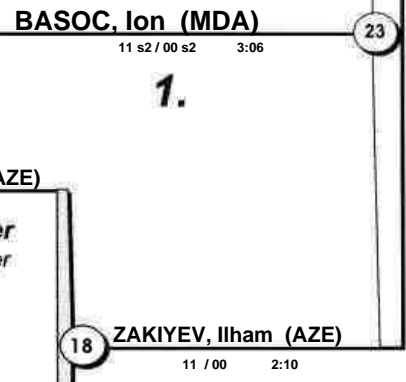 BASOC, Ion (MDA)
23
11 s2 / 00 s2 3:06
1.
AZE)
er
er
18
ZAKIYEV, Ilham (AZE)
11 / 00 2:10